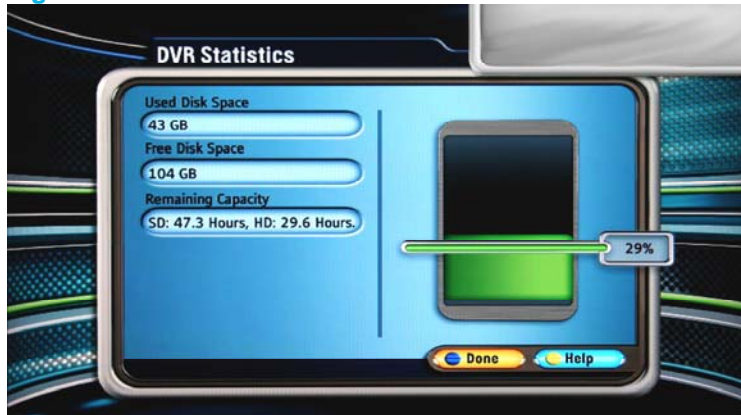 DVR Statistics
Used Disk Space
43 GB
Free Disk Space
104 GB
Remaining Capacity
SD: 47.3 Hours, HD: 29.6 Hours.
29%
Done
Help